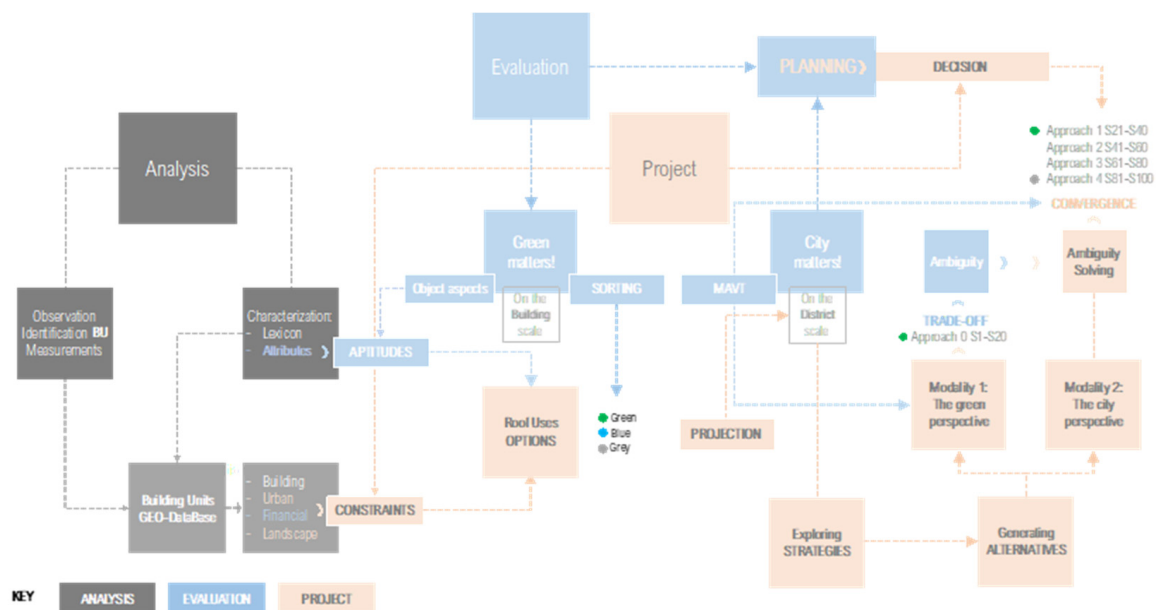 Evaluation
PLANNING ❯
DECISION
Analysis
Project
Approach 1 S21-S40
Approach 2 S41-S60
Approach 3 S61-S80
Approach 4 S81-S100
CONVERGENCE
Green
matters!
City
matters!
Ambiguity
Ambiguity
Solving
Object aspects
SORTING
MAVT
On the
Building
scale
On the
District
scale
Observation
Identification BU
Measurements
Characterization:
- Lexicon
- Attributes ❯
APTITUDES
TRADE-OFF
Approach 0 S1-S20
Modality 1:
The green
perspective
Modality 2:
The city
perspective
Roof Uses
OPTIONS
Green
Blue
Grey
PROJECTION
Building Units
GEO-DataBase
- Building
- Urban
- Financial ❯
- Landscape
CONSTRAINTS
Exploring
STRATEGIES
Generating
ALTERNATIVES
KEY
ANALYSIS
EVALUATION
PROJECT